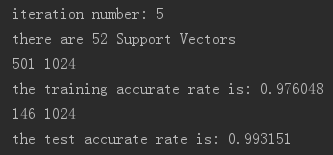 iteration number: 5
there are 52 Support Vectors
501 1024
the training accurate rate is: 0.976048
146 1024
the test accurate rate is: 0.993151